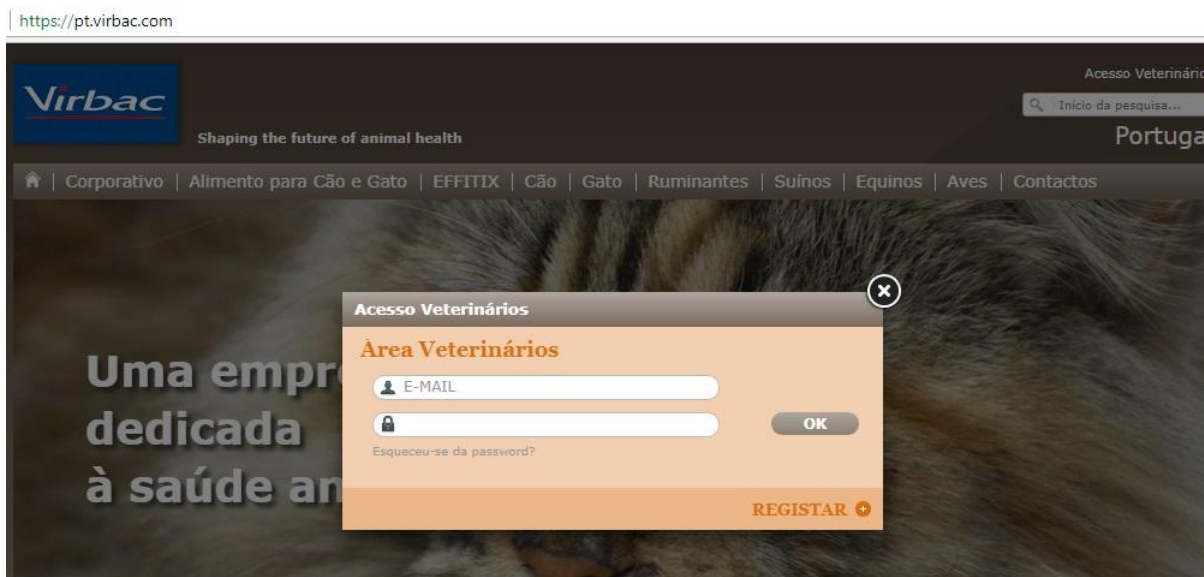 https://pt.virbac.com
Acesso Veterinário
Virbac
Início da pesquisa...
Shaping the future of animal health
Portuga
Corporativo | Alimento para Cão e Gato | EFFITIX | Cão | Gato | Ruminantes | Suínos | Equinos | Aves | Contactos
Acesso Veterinários
Área Veterinários
Uma empre
E-MAIL
dedicada
OK
Esqueceu-se da password?
à saúde an
REGISTAR